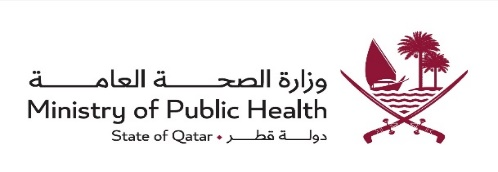 وزارة الصحة العامة
Ministry of Public Health
State of Qatar • دولة قطر